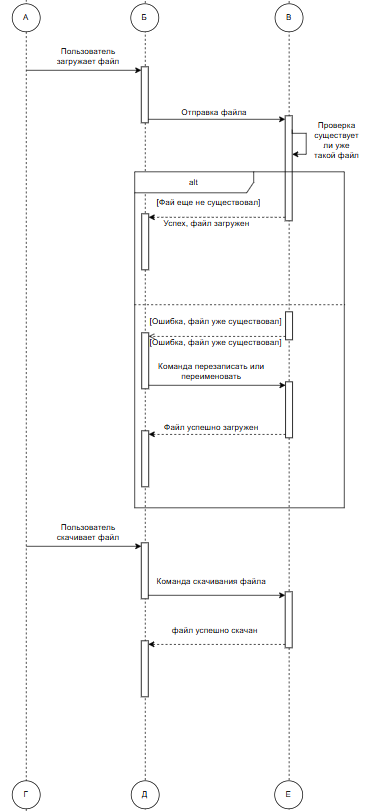 А
Б
В
Пользователь
загружает файл
Отправка файла
Проверка
существует
ли уже
такой файл
alt
[Фай еще не существовал]
Успех, файл загружен
[Ошибка, файл уже существовал]
[Ошибка, файл уже существовал]
Команда перезаписать или
переименовать
Файл успешно загружен
Пользователь
скачивает файл
Команда скачивания файла
файл успешно скачан
Г
Д
Е